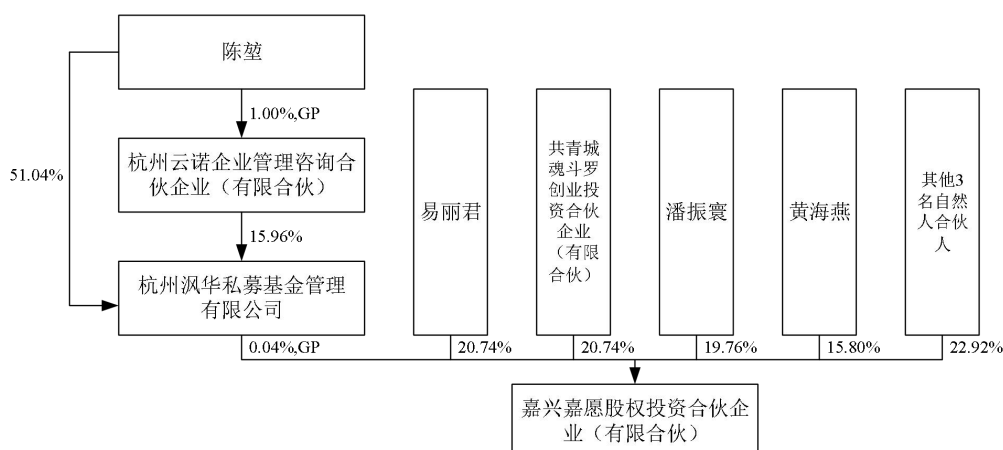 陈堃
1.00%,GP
51.04%
杭州云诺企业管理咨询合
伙企业（有限合伙）
15.96%
杭州沨华私募基金管理
有限公司
易丽君
共青城
魂斗罗
创业投
资合伙
企业
（有限
合伙）
潘振寰
黄海燕
其他3
名自然
人合伙
人
0.04%,GP
20.74%
20.74%
19.76%
15.80%
22.92%
嘉兴嘉愿股权投资合伙企
业（有限合伙）